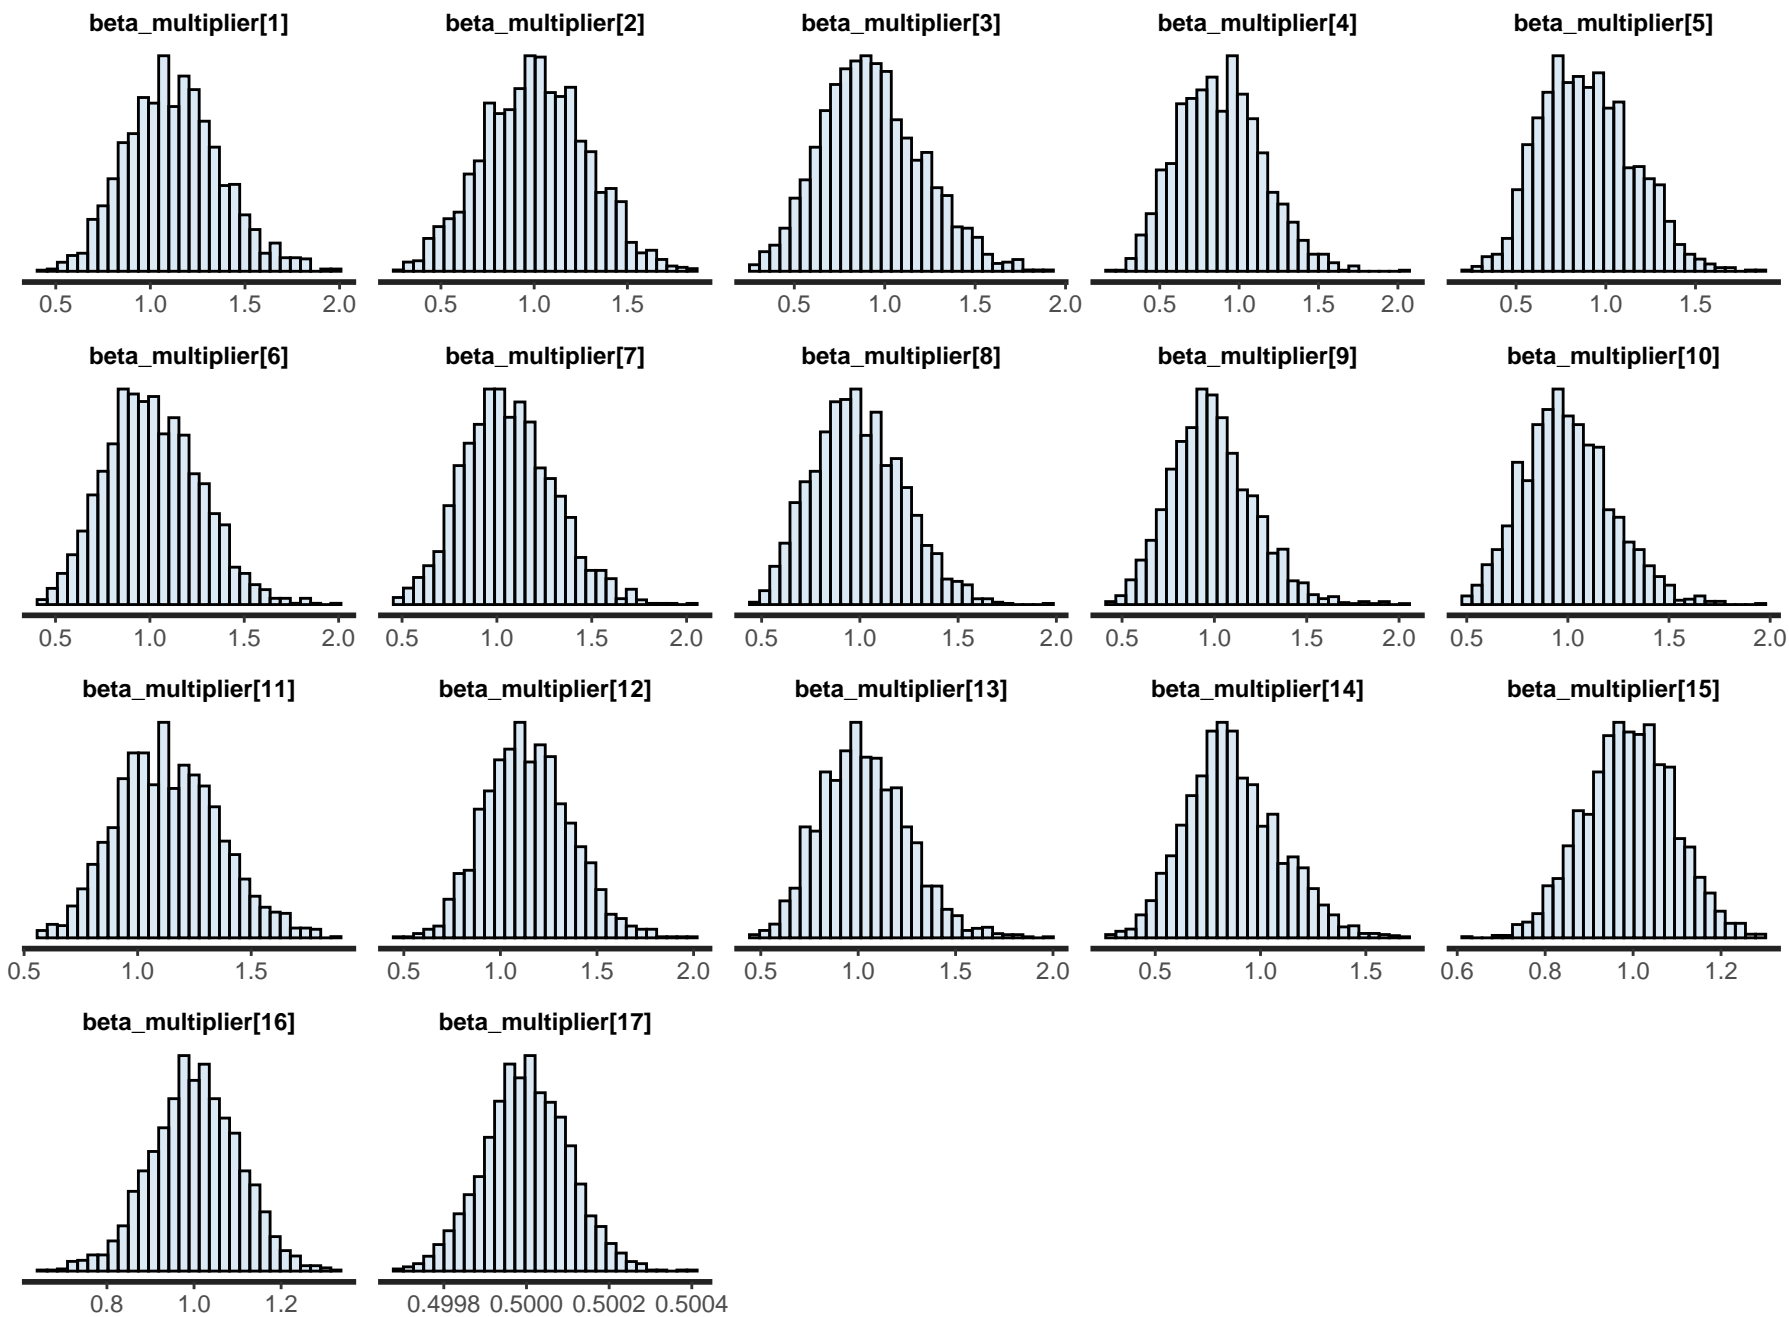 beta_multiplier[1] beta_multiplier[2] beta_multiplier[3] beta_multiplier[4] beta_multiplier[5]
0.5 1.0 1.5 2.0 0.5 1.0 1.5 0.5 1.0 1.5 2.0 0.5 1.0 1.5 2.0 0.5 1.0 1.5
beta_multiplier[6] beta_multiplier[7] beta_multiplier[8] beta_multiplier[9] beta_multiplier[10]
0.5 1.0 1.5 2.0 0.5 1.0 1.5 2.0 0.5 1.0 1.5 2.0 0.5 1.0 1.5 2.0 0.5 1.0 1.5 2.0
beta_multiplier[11] beta_multiplier[12] beta_multiplier[13] beta_multiplier[14] beta_multiplier[15]
0.5 1.0 1.5 0.5 1.0 1.5 2.0 0.5 1.0 1.5 2.0 0.5 1.0 1.5 0.6 0.8 1.0 1.2
beta_multiplier[16] beta_multiplier[17]
0.8 1.0 1.2 0.4998 0.5000 0.5002 0.5004